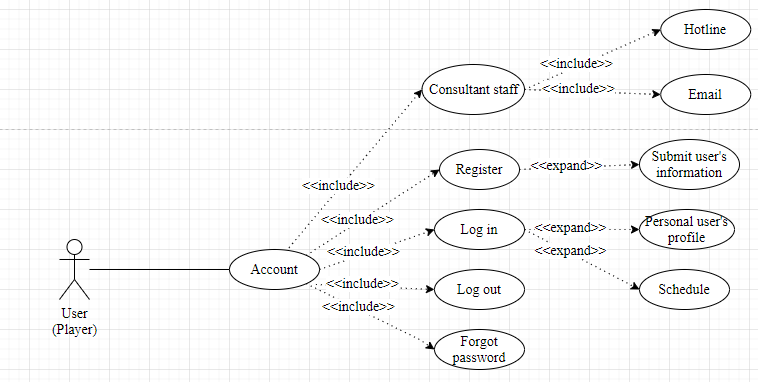 Hotline
<<include>>
Consultant staff
<<include>>
Email
<<include>>
Register
<<expand>>
Submit user's
information
<<include>>
Log in
<<expand>>
Personal user's
profile
<<include>>
<<expand>>
Account
<<include>>
Log out
Schedule
<<include>>
User
(Player)
Forgot
password